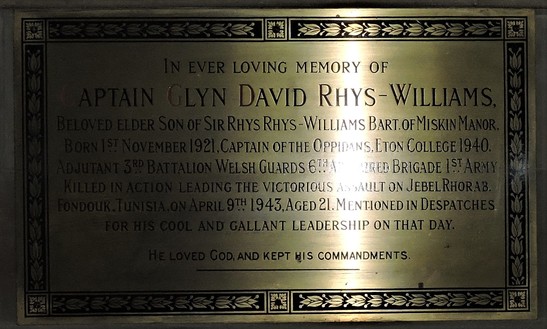 In ever loving memory of
aptain Glyn David Rhys-Williams,
Beloved elder Son of Sir Rhys Rhys-Williams Bart. of Miskin Manor.
Born 1st November 1921, Captain of the Oppidans, Eton College 1940.
Adjutant 3rd Battalion Welsh Guards 6th Armoured Brigade 1st Army
Killed in action leading the victorious assault on Jebel Rhorab.
Fondouk, Tunisia, on April 9th 1943, Aged 21. Mentioned in Despatches
for his cool and gallant leadership on that day.
He loved God, and kept his commandments.